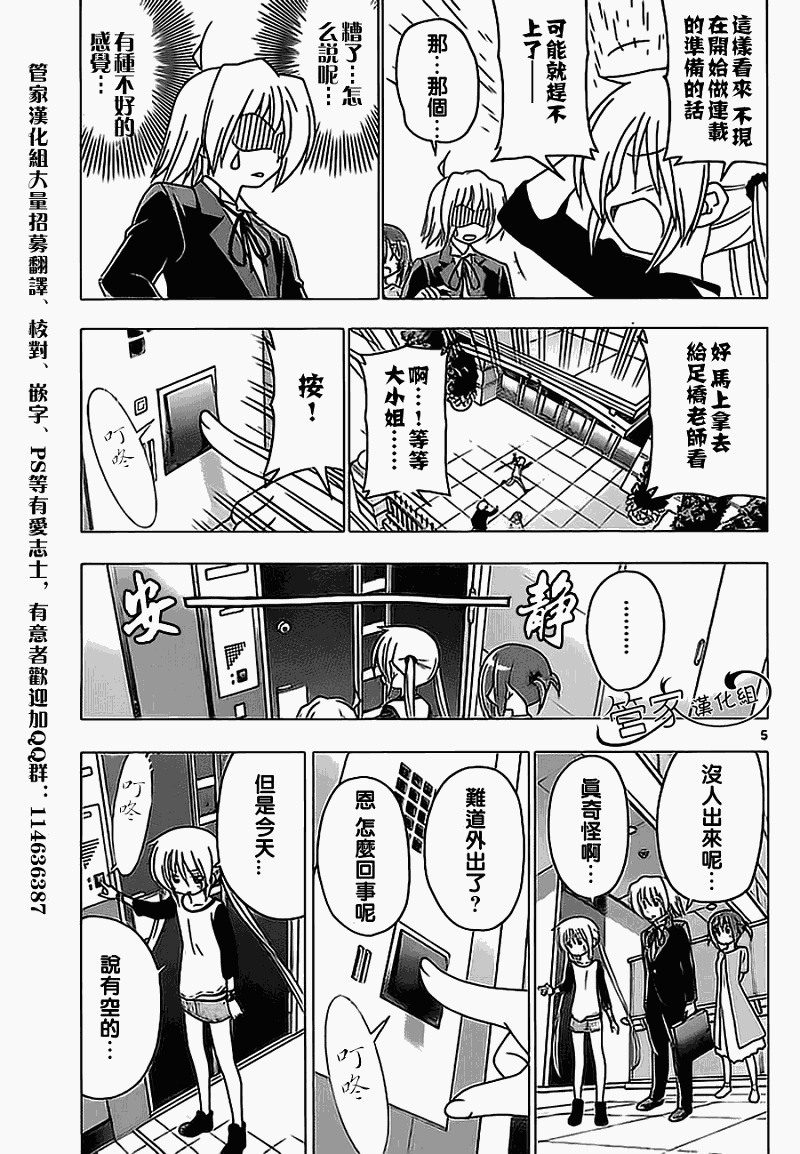 這樣看來 不現
在開始做連載
的準備的話
可能就趕不
上了——
那…那個…
糟了…怎
么説呢…
有種不好的
感覺…
好 馬上拿去
給足橋老師看
啊…！等等
大小姐……
按！
叮咚
………
安静
管家漢化組
5
沒人出來呢…
眞奇怪啊…
難道外出了？
恩 怎麼回事呢
叮咚
但是今天…
叮咚
說有空的…
管家漢化組大量招募翻譯、校對、嵌字、PS等有愛志士，有意者歡迎加QQ群：114636387